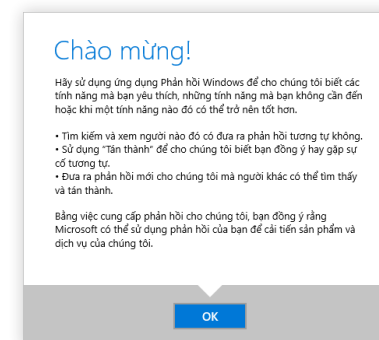 Chào mừng!
Hãy sử dụng ứng dụng Phản hồi Windows để cho chúng tôi biết các
tính năng mà bạn yêu thích, những tính năng mà bạn không cần đến
hoặc khi một tính năng nào đó có thể trở nên tốt hơn.
• Tìm kiếm và xem người nào đó có đưa ra phản hồi tương tự không.
• Sử dụng “Tán thành” để cho chúng tôi biết bạn đồng ý hay gặp sự
cố tương tự.
• Đưa ra phản hồi mới cho chúng tôi mà người khác có thể tìm thấy
và tán thành.
Bằng việc cung cấp phản hồi cho chúng tôi, bạn đồng ý rằng
Microsoft có thể sử dụng phản hồi của bạn để cải tiến sản phẩm và
dịch vụ của chúng tôi.
OK